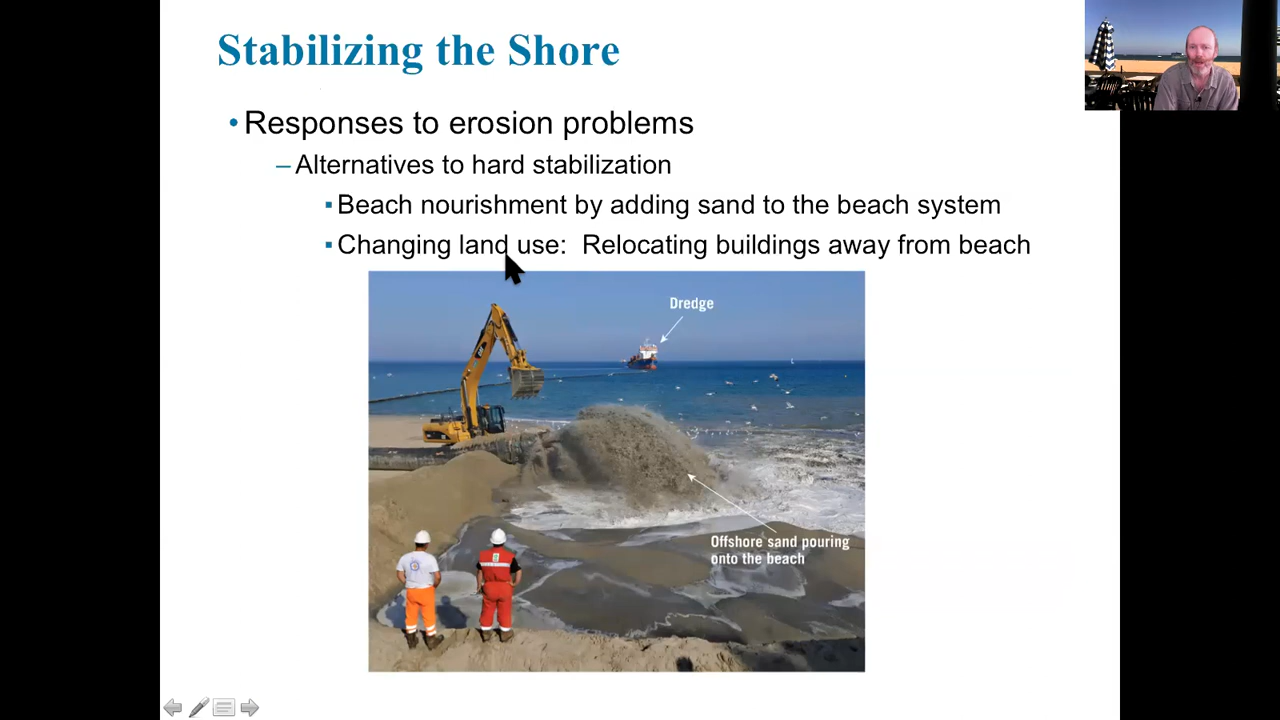 Stabilizing the Shore
• Responses to erosion problems
– Alternatives to hard stabilization
▪ Beach nourishment by adding sand to the beach system
▪ Changing land use:  Relocating buildings away from beach
Dredge
Offshore sand pouring
onto the beach